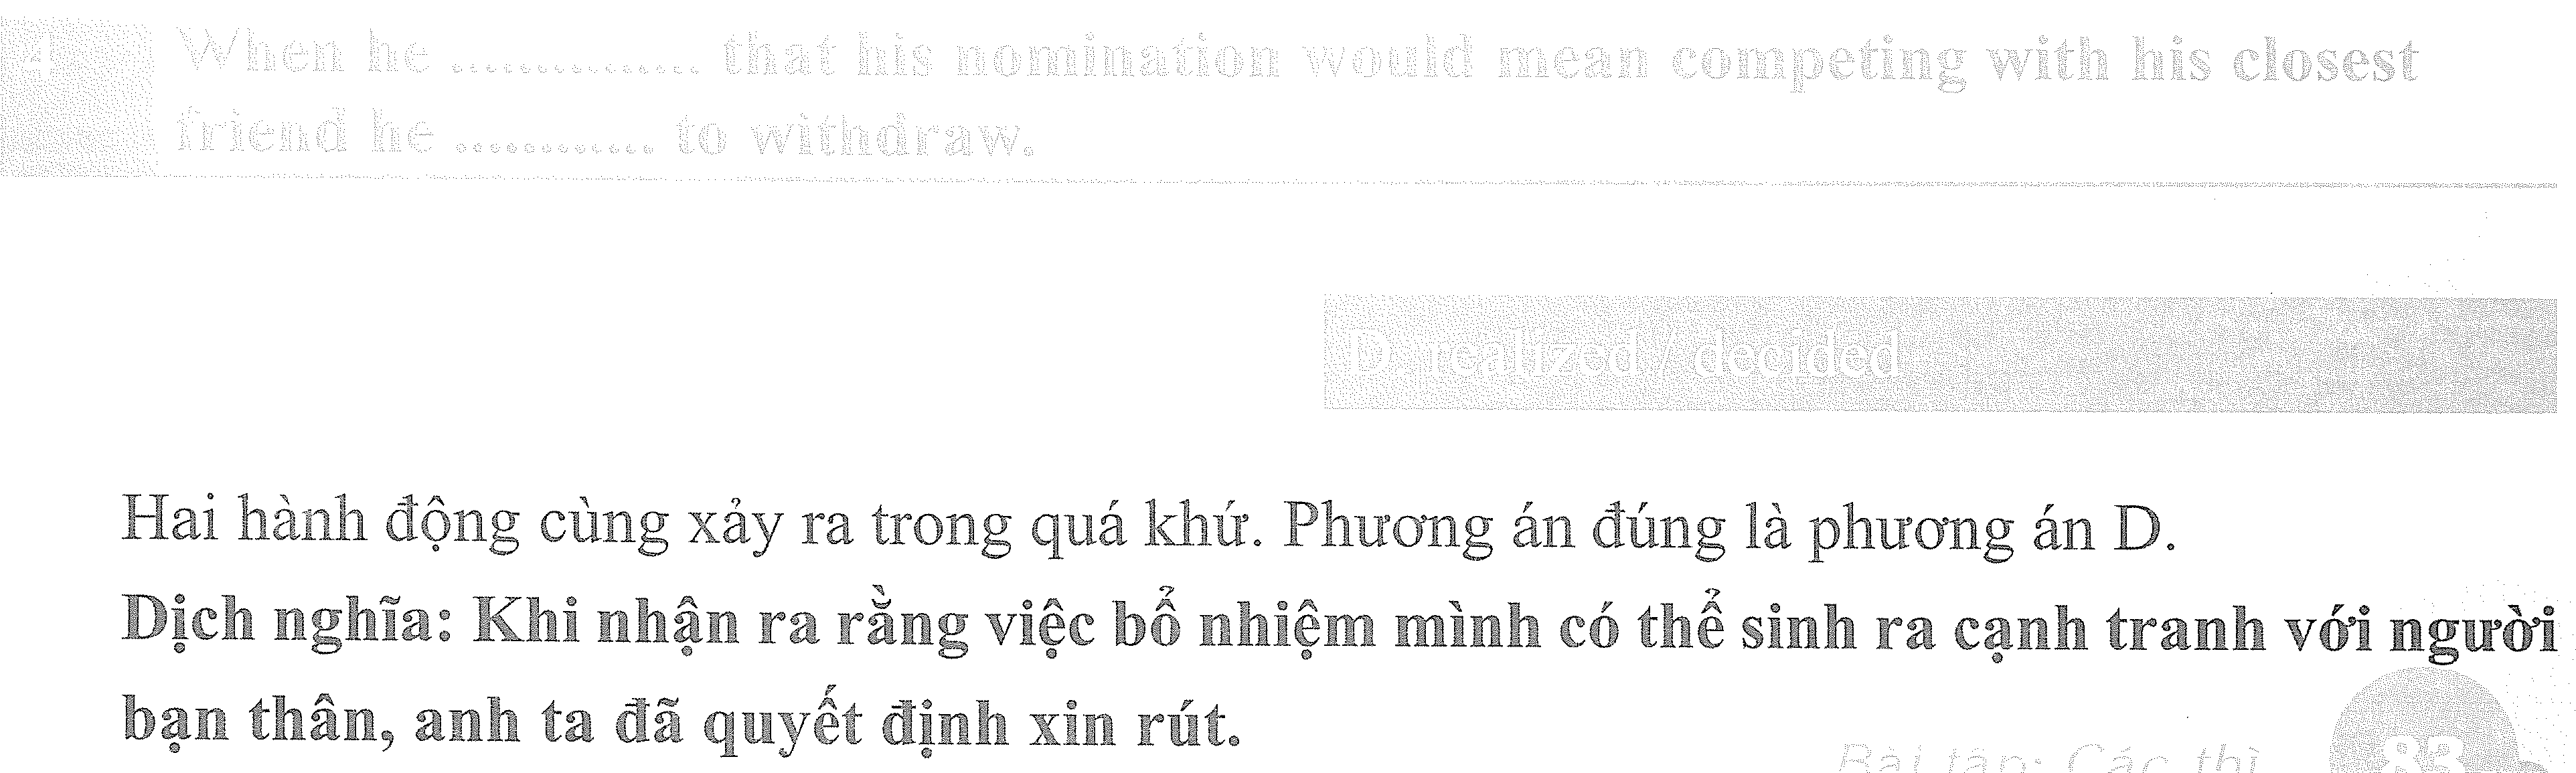 4 When he ............... that his nomination would mean competing with his closest
friend he ............ to withdraw.
D. realized / decided
Hai hành động cùng xảy ra trong quá khứ. Phương án đúng là phương án D.
Dịch nghĩa: Khi nhận ra rằng việc bổ nhiệm mình có thể sinh ra cạnh tranh với người
bạn thân, anh ta đã quyết định xin rút.
Bài tập: Các thì 83